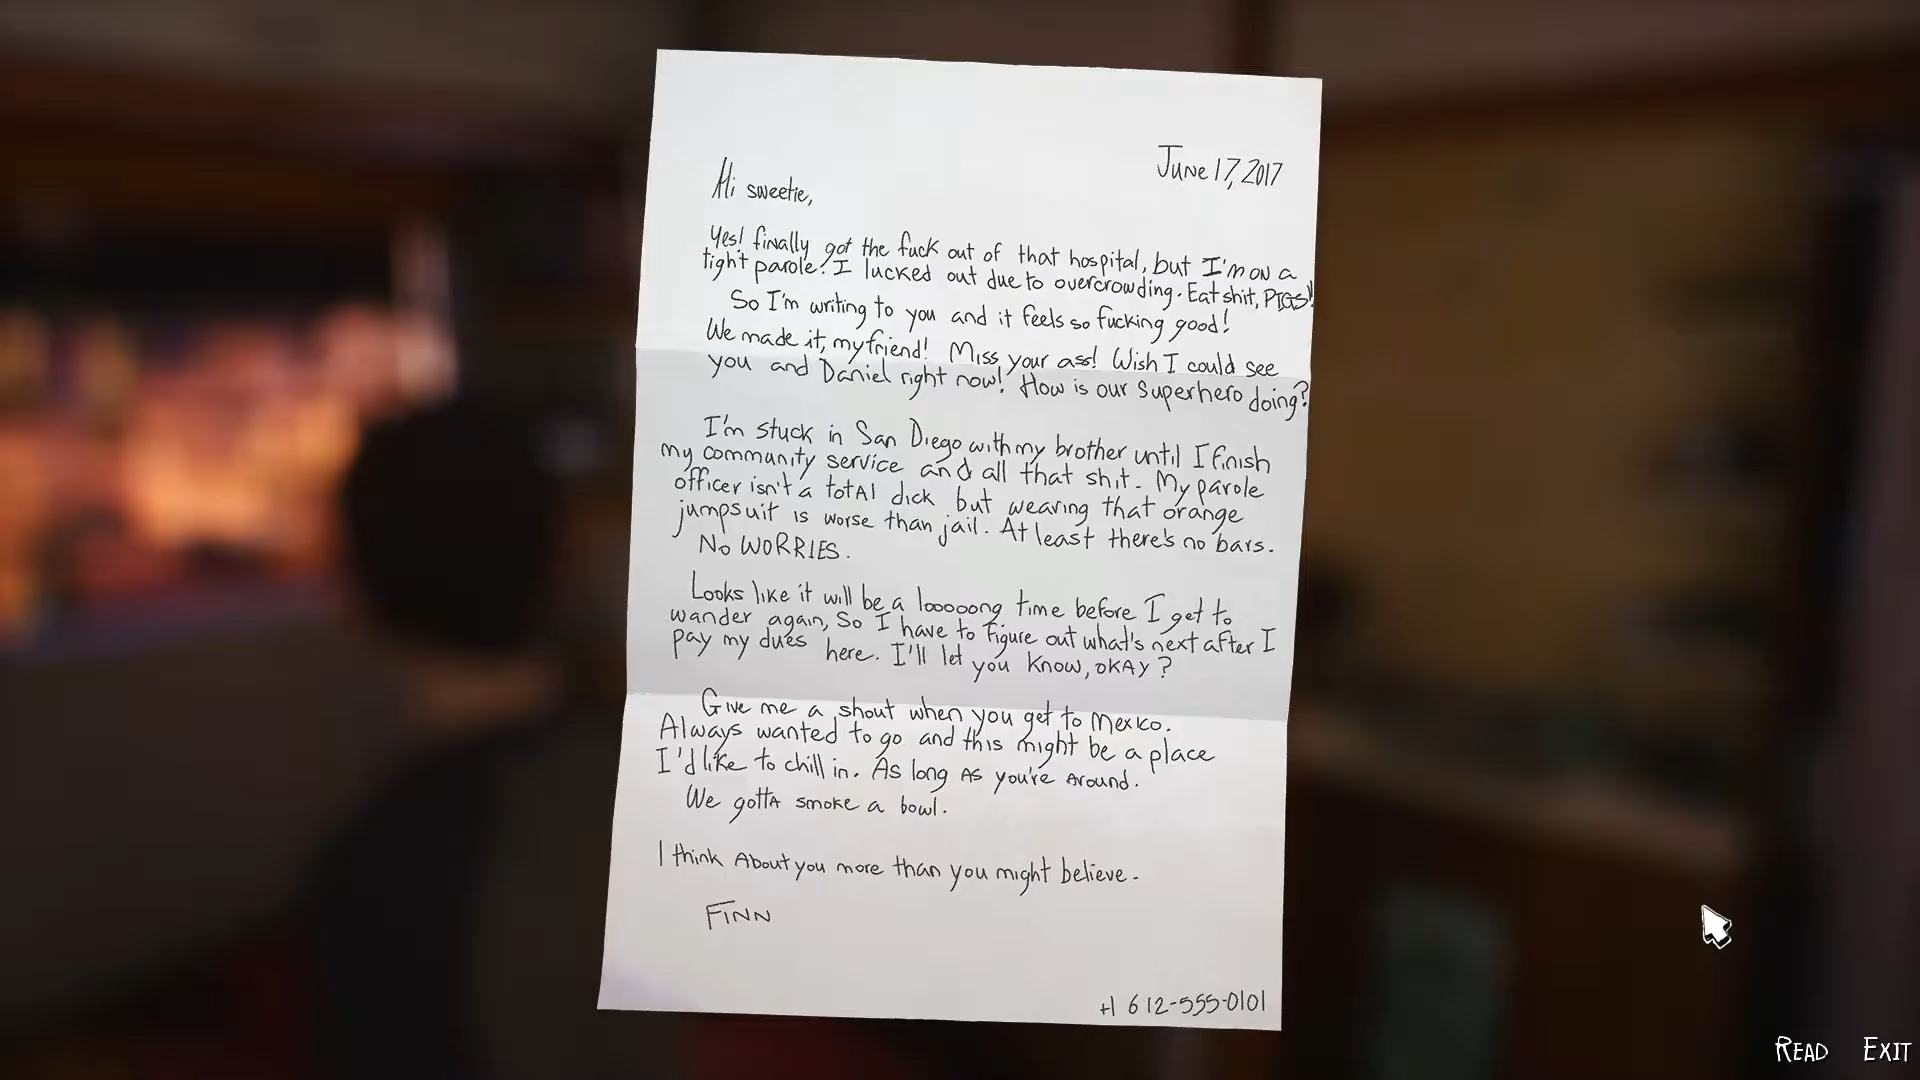 June 17, 2017
Hi sweetie,
Yes! finally got the fuck out of that hospital, but I'm on a
tight parole! I lucked out due to overcrowding. Eat shit, PIGS!
So I'm writing to you and it feels so fucking good!
We made it, my friend! Miss your ass! Wish I could see
you and Daniel right now! How is our superhero doing?
I'm stuck in San Diego with my brother until I finish
my community service and all that shit. My parole
officer isn't a totAl dick but wearing that orange
jumpsuit is worse than jail. At least there's no bars.
No WORRIES.
Looks like it will be a looooong time before I get to
wander again, So I have to figure out what's next after I
pay my dues here. I'll let you know, okAy?
Give me a shout when you get to Mexico.
Always wanted to go and this might be a place
I'd like to chill in. As long As you're Around.
We gottA smoke a bowl.
I think About you more than you might believe.
FINN
+1 612-555-0101
READ EXIT